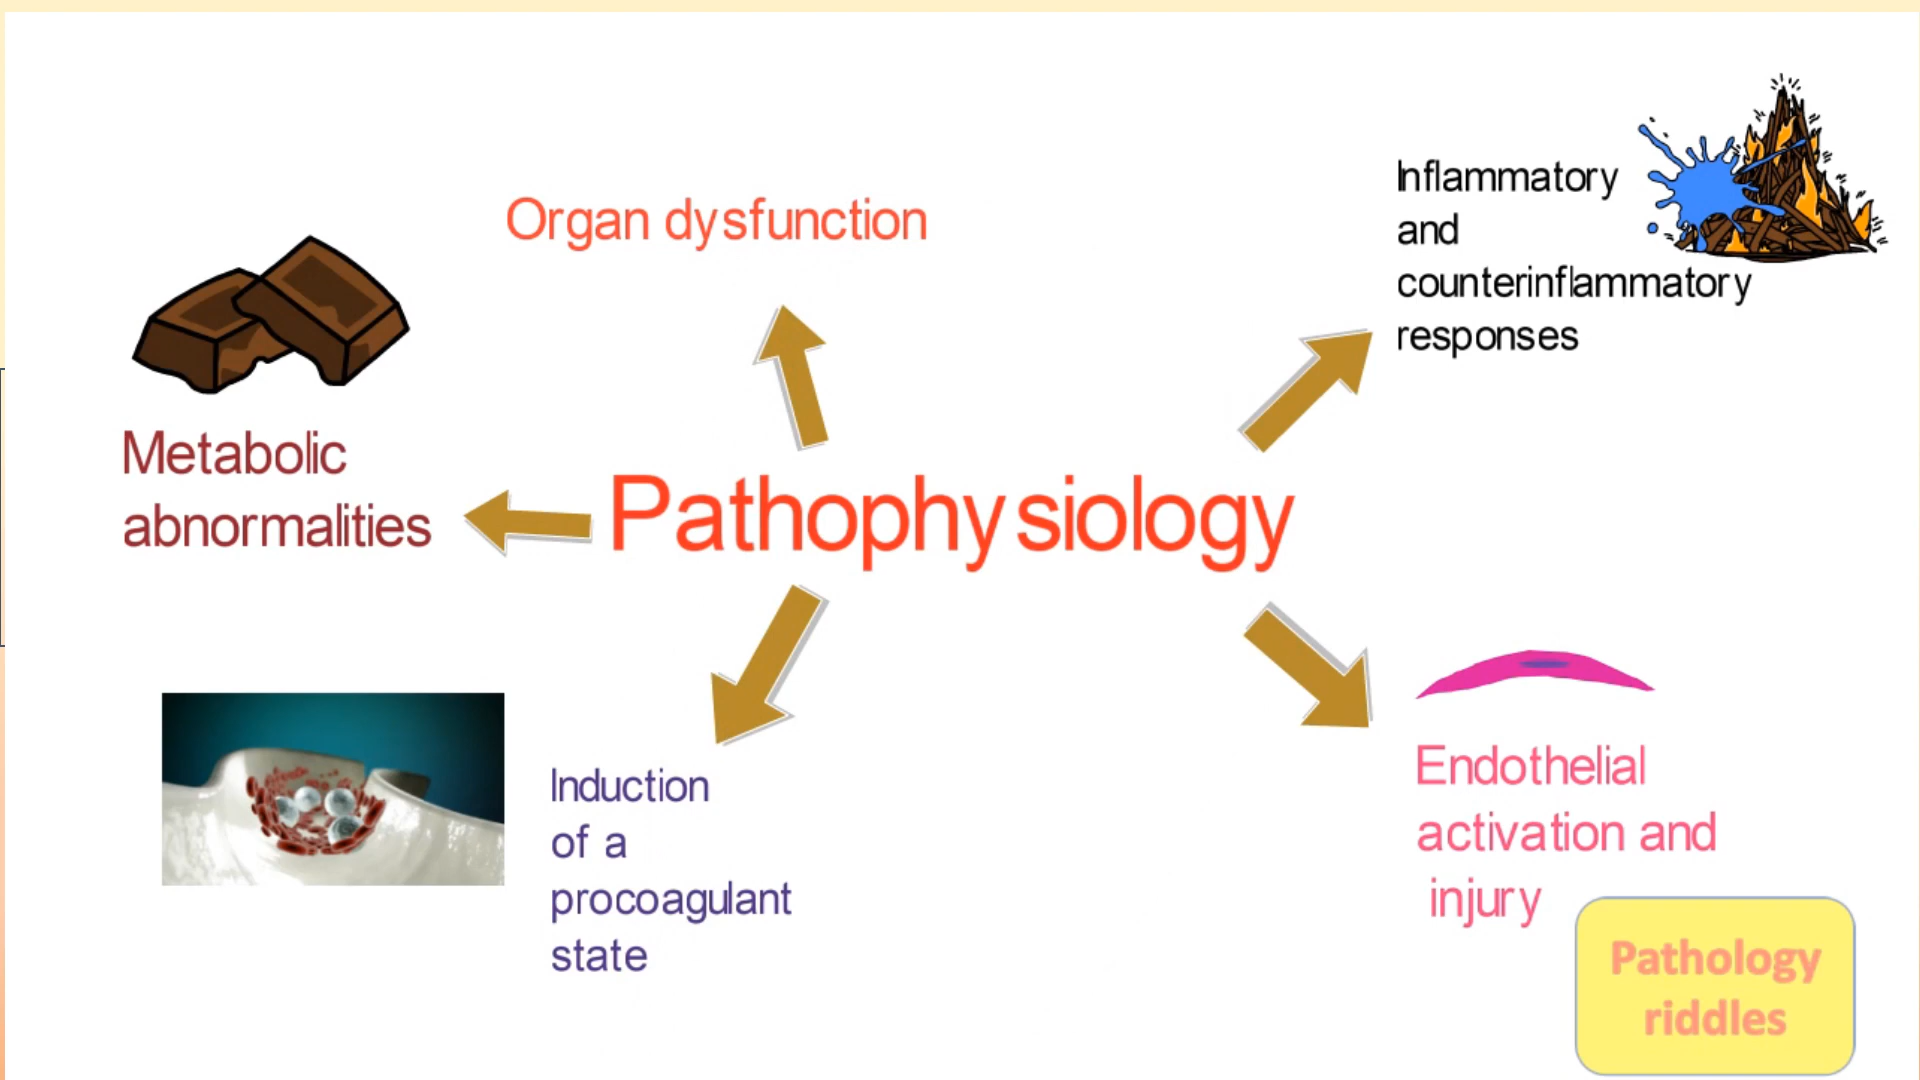 Organ dysfunction
Inflammatory
and
counterinflammatory
responses
Metabolic
abnormalities
Pathophysiology
Induction
of a
procoagulant
state
Endothelial
activation and
injury
Pathology
riddles